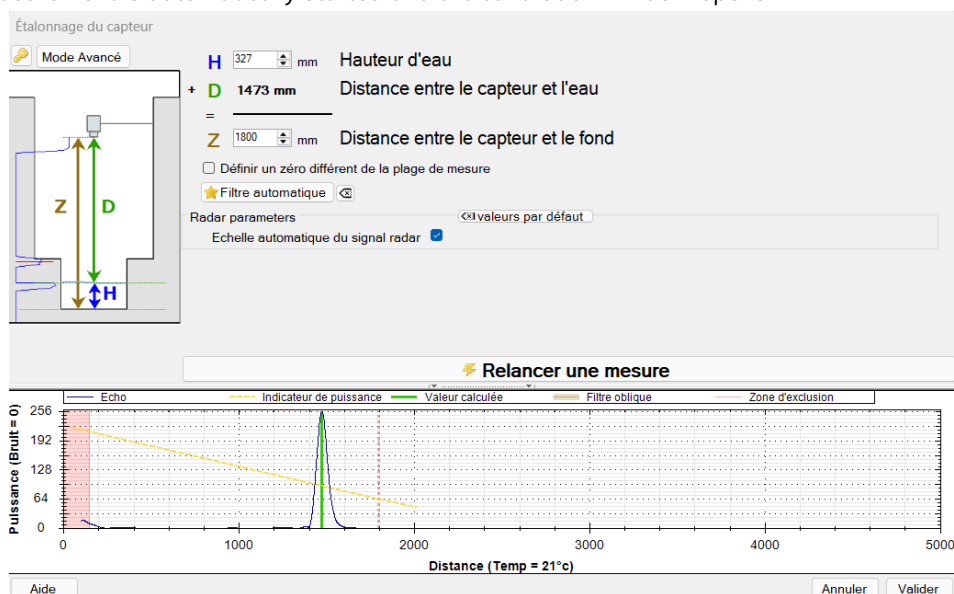 Étalonnage du capteur
Mode Avancé
H 327 mm Hauteur d'eau
+ D 1473 mm Distance entre le capteur et l'eau
=
Z 1800 mm Distance entre le capteur et le fond
Définir un zéro différent de la plage de mesure
Filtre automatique
Radar parameters
valeurs par défaut
Echelle automatique du signal radar
Z
D
H
Relancer une mesure
Echo
Indicateur de puissance
Valeur calculée
Filtre oblique
Zone d'exclusion
Puissance (Bruit = 0)
256
192
128
64
0
0 1000 2000 3000 4000 5000
Distance (Temp = 21°c)
Aide
Annuler
Valider